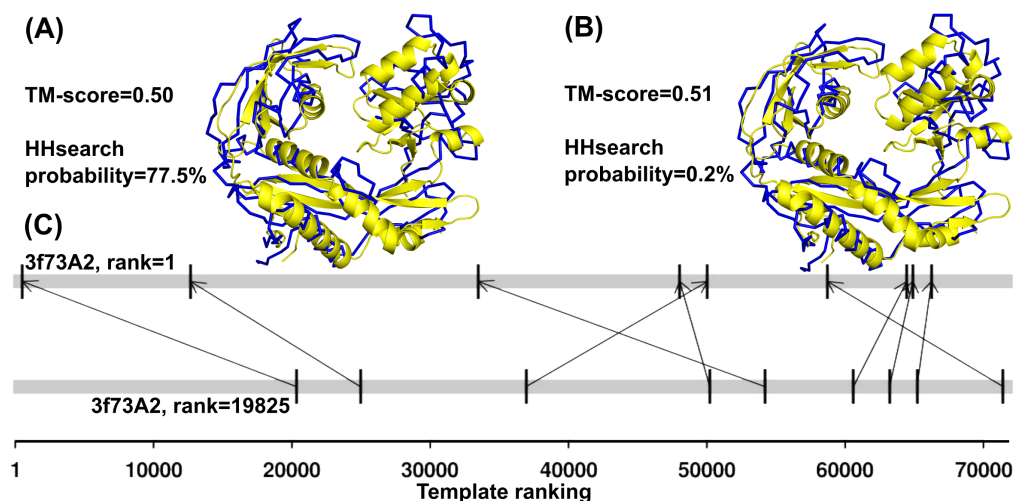 (A)
TM-score=0.50
HHsearch
probability=77.5%
(B)
TM-score=0.51
HHsearch
probability=0.2%
(C)
3f73A2, rank=1
3f73A2, rank=19825
1 10000 20000 30000 40000 50000 60000 70000
Template ranking